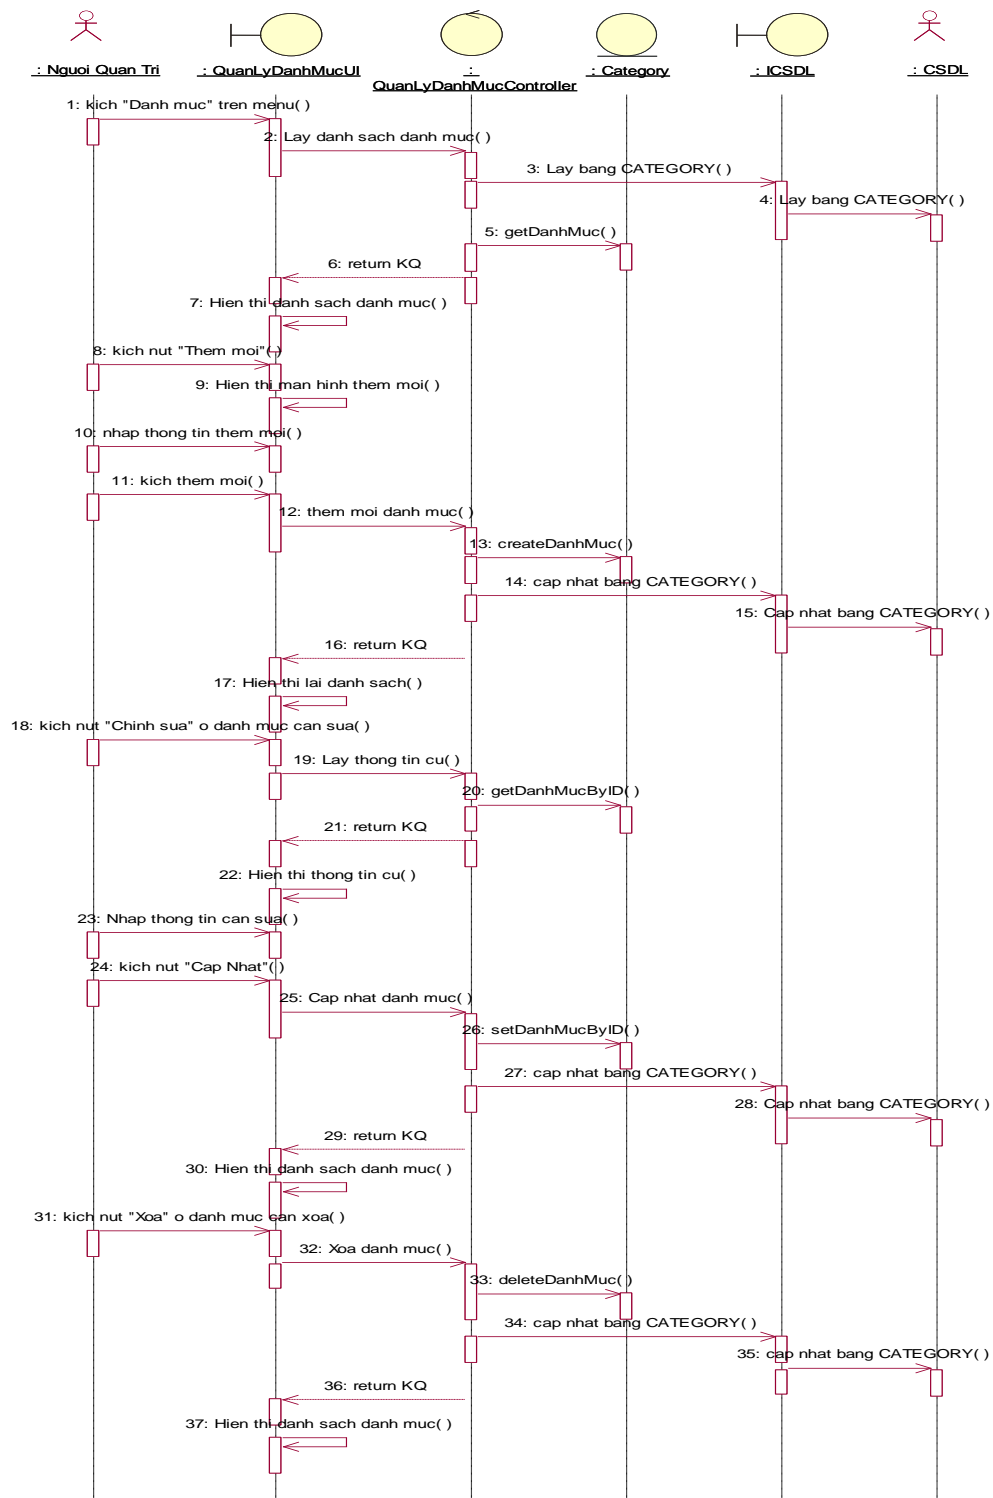 : Nguoi Quan Tri
: QuanLyDanhMucUI
:
QuanLyDanhMucController
: Category
: ICSDL
: CSDL
1: kich "Danh muc" tren menu( )
2: Lay danh sach danh muc( )
3: Lay bang CATEGORY( )
4: Lay bang CATEGORY( )
5: getDanhMuc( )
6: return KQ
7: Hien thi danh sach danh muc( )
8: kich nut "Them moi"( )
9: Hien thi man hinh them moi( )
10: nhap thong tin them moi( )
11: kich them moi( )
12: them moi danh muc( )
13: createDanhMuc( )
14: cap nhat bang CATEGORY( )
15: Cap nhat bang CATEGORY( )
16: return KQ
17: Hien thi lai danh sach( )
18: kich nut "Chinh sua" o danh muc can sua( )
19: Lay thong tin cu( )
20: getDanhMucByID( )
21: return KQ
22: Hien thi thong tin cu( )
23: Nhap thong tin can sua( )
24: kich nut "Cap Nhat"( )
25: Cap nhat danh muc( )
26: setDanhMucByID( )
27: cap nhat bang CATEGORY( )
28: Cap nhat bang CATEGORY( )
29: return KQ
30: Hien thi danh sach danh muc( )
31: kich nut "Xoa" o danh muc can xoa( )
32: Xoa danh muc( )
33: deleteDanhMuc( )
34: cap nhat bang CATEGORY( )
35: cap nhat bang CATEGORY( )
36: return KQ
37: Hien thi danh sach danh muc( )